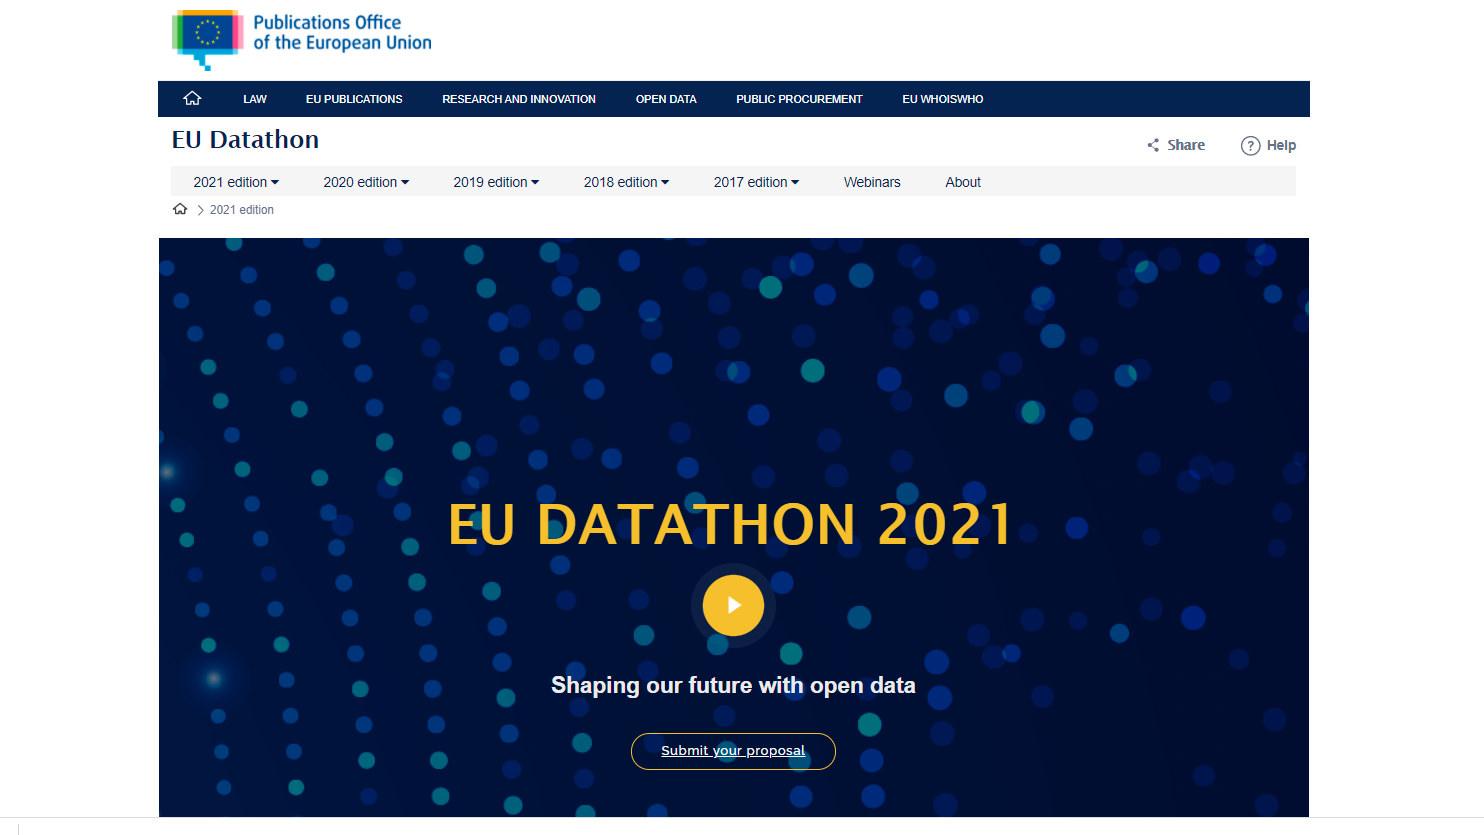 Publications Office
of the European Union
LAW EU PUBLICATIONS RESEARCH AND INNOVATION OPEN DATA PUBLIC PROCUREMENT EU WHOISWHO
EU Datathon
Share Help
2021 edition 2020 edition 2019 edition 2018 edition 2017 edition Webinars About
2021 edition
EU DATATHON 2021
Shaping our future with open data
Submit your proposal